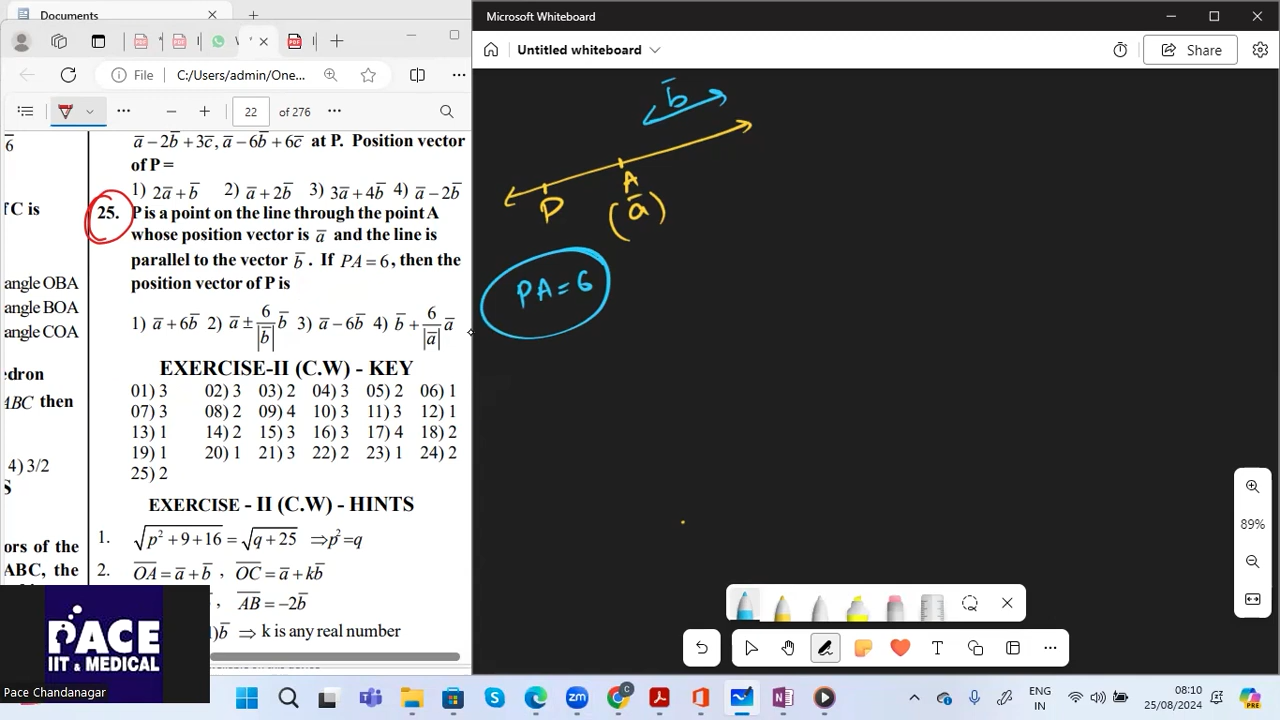 Documents
Microsoft Whiteboard
Untitled whiteboard
Share
File
C:/Users/admin/One...
22 of 276
a̅ − 2b̅ + 3c̅, a̅ − 6b̅ + 6c̅ at P. Position vector
of P =
1) 2a̅ + b̅ 2) a̅ + 2b̅ 3) 3a̅ + 4b̅ 4) a̅ − 2b̅
25. P is a point on the line through the point A
whose position vector is a̅ and the line is
parallel to the vector b̅ . If PA = 6, then the
position vector of P is
1) a̅ + 6b̅ 2) a̅ ± 6/|b̅| b̅ 3) a̅ − 6b̅ 4) b̅ + 6/|a̅| a̅
EXERCISE-II (C.W) - KEY
01) 3 02) 3 03) 2 04) 3 05) 2 06) 1
07) 3 08) 2 09) 4 10) 3 11) 3 12) 1
13) 1 14) 2 15) 3 16) 3 17) 4 18) 2
19) 1 20) 1 21) 3 22) 2 23) 1 24) 2
25) 2
EXERCISE - II (C.W) - HINTS
1. √(p² + 9 + 16) = √(q + 25) ⇒ p² = q
2. OA = a̅ + b̅ , OC = a̅ + kb̅
, AB = −2b̅
)b̅ ⇒ k is any real number
6
f C is
angle OBA
angle BOA
angle COA
edron
ABC then
4) 3/2
S
ors of the
ABC, the
b̅
A
P
(a̅)
PA = 6
89%
PACE
IIT & MEDICAL
Pace Chandanagar
ENG
IN
08:10
25/08/2024